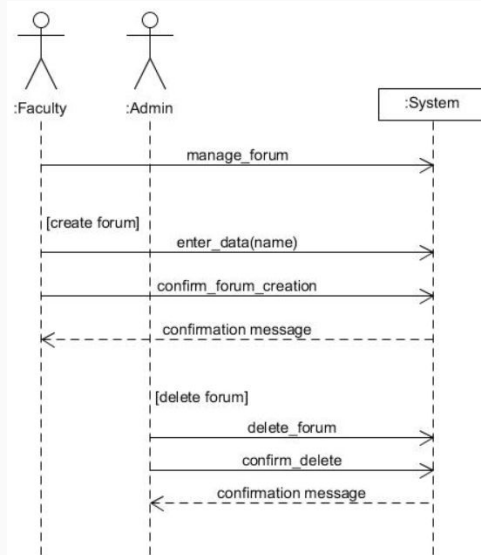 :Faculty
:Admin
:System
manage_forum
[create forum]
enter_data(name)
confirm_forum_creation
confirmation message
[delete forum]
delete_forum
confirm_delete
confirmation message